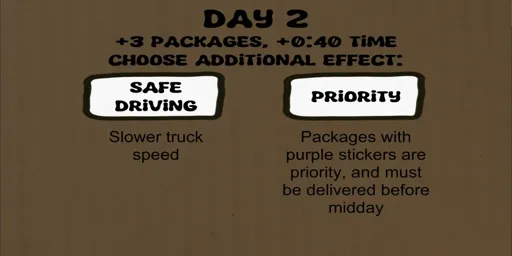 DAY 2
+3 PACKAGES, +0:40 TIME
CHOOSE ADDITIONAL EFFECT:
SAFE
DRIVING
Slower truck
speed
PRIORITY
Packages with
purple stickers are
priority, and must
be delivered before
midday